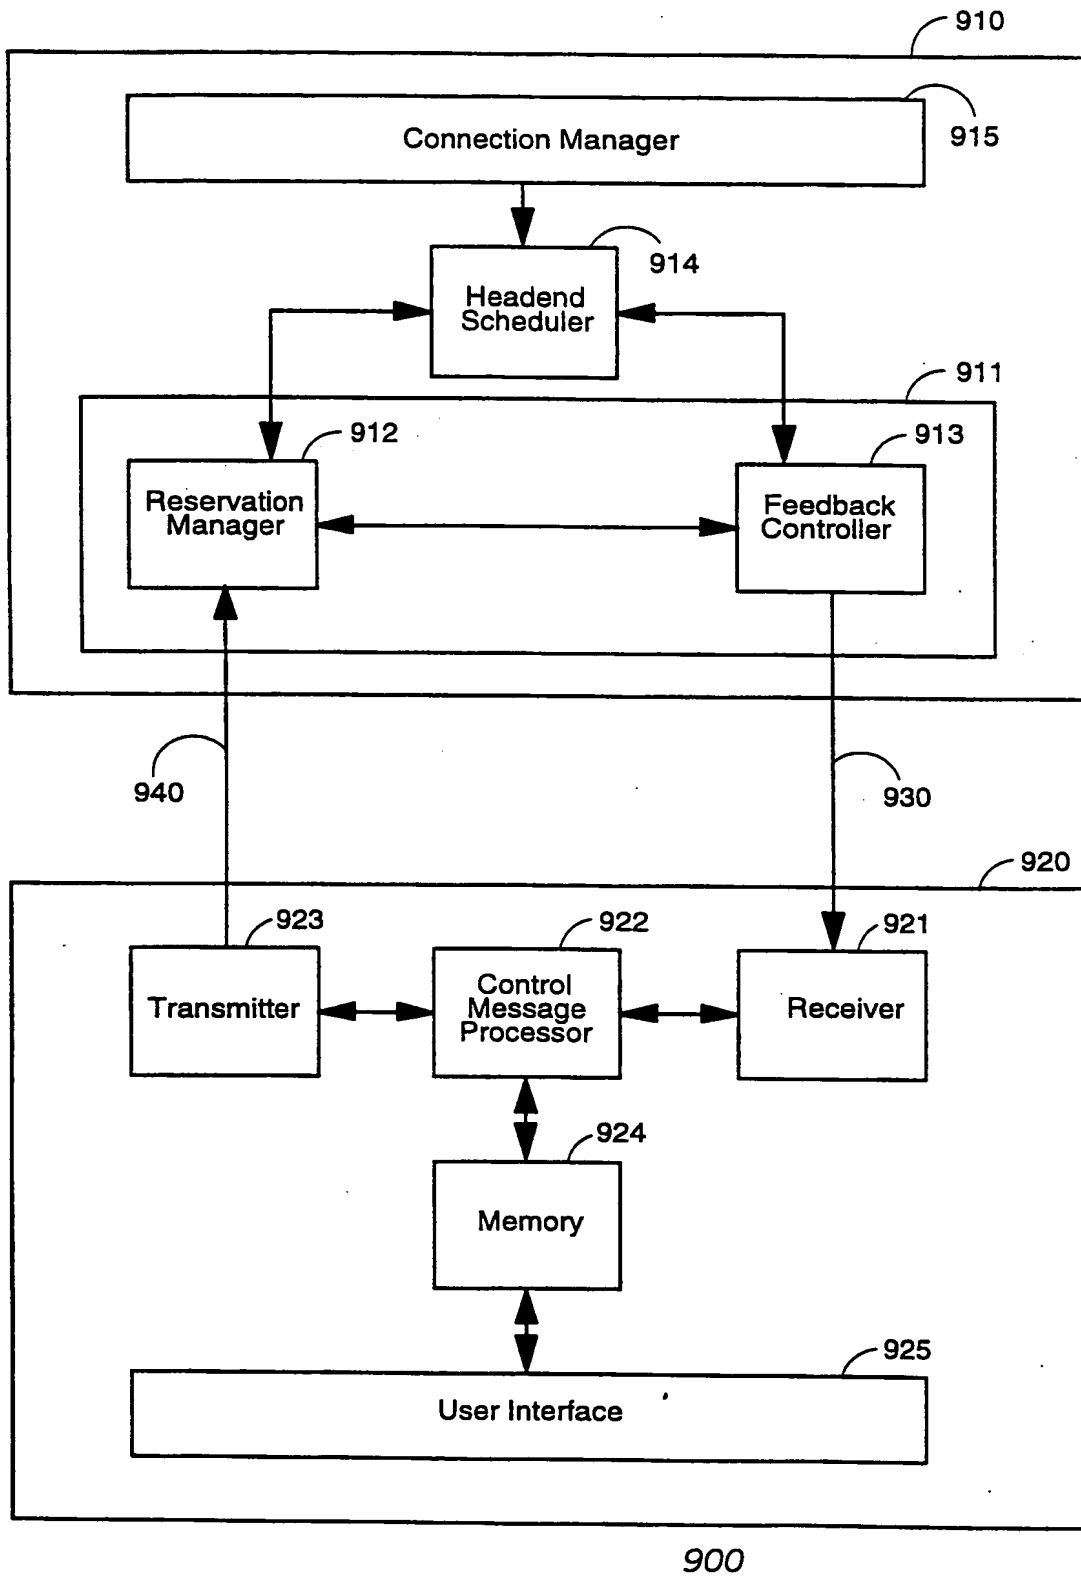 910
Connection Manager
915
914
Headend
Scheduler
911
912
913
Reservation
Manager
Feedback
Controller
940
930
920
923
922
921
Transmitter
Control
Message
Processor
Receiver
924
Memory
925
User Interface
900